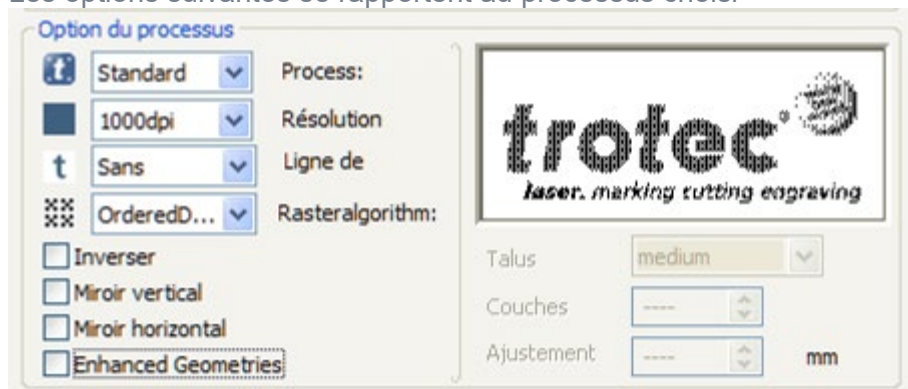 Les options suivantes se rapportent au processus choisi
Option du processus
Standard Process:
1000dpi Résolution
t Sans Ligne de
OrderedD... Rasteralgorithm:
Inverser
Miroir vertical
Miroir horizontal
Enhanced Geometries
trotec®
laser. marking cutting engraving
Talus medium
Couches ----
Ajustement ---- mm